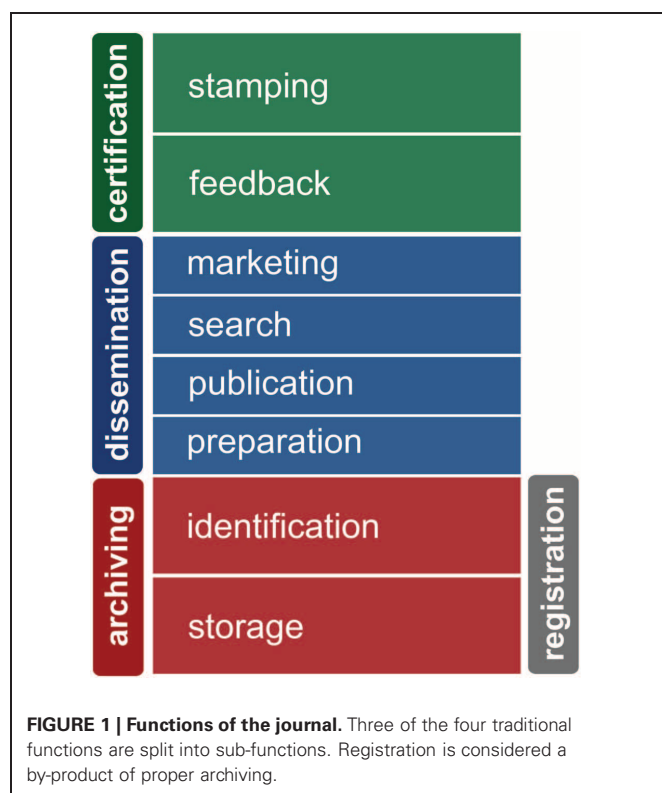 certification
stamping
feedback
dissemination
marketing
search
publication
preparation
archiving
identification
storage
registration
FIGURE 1 | Functions of the journal. Three of the four traditional
functions are split into sub-functions. Registration is considered a
by-product of proper archiving.